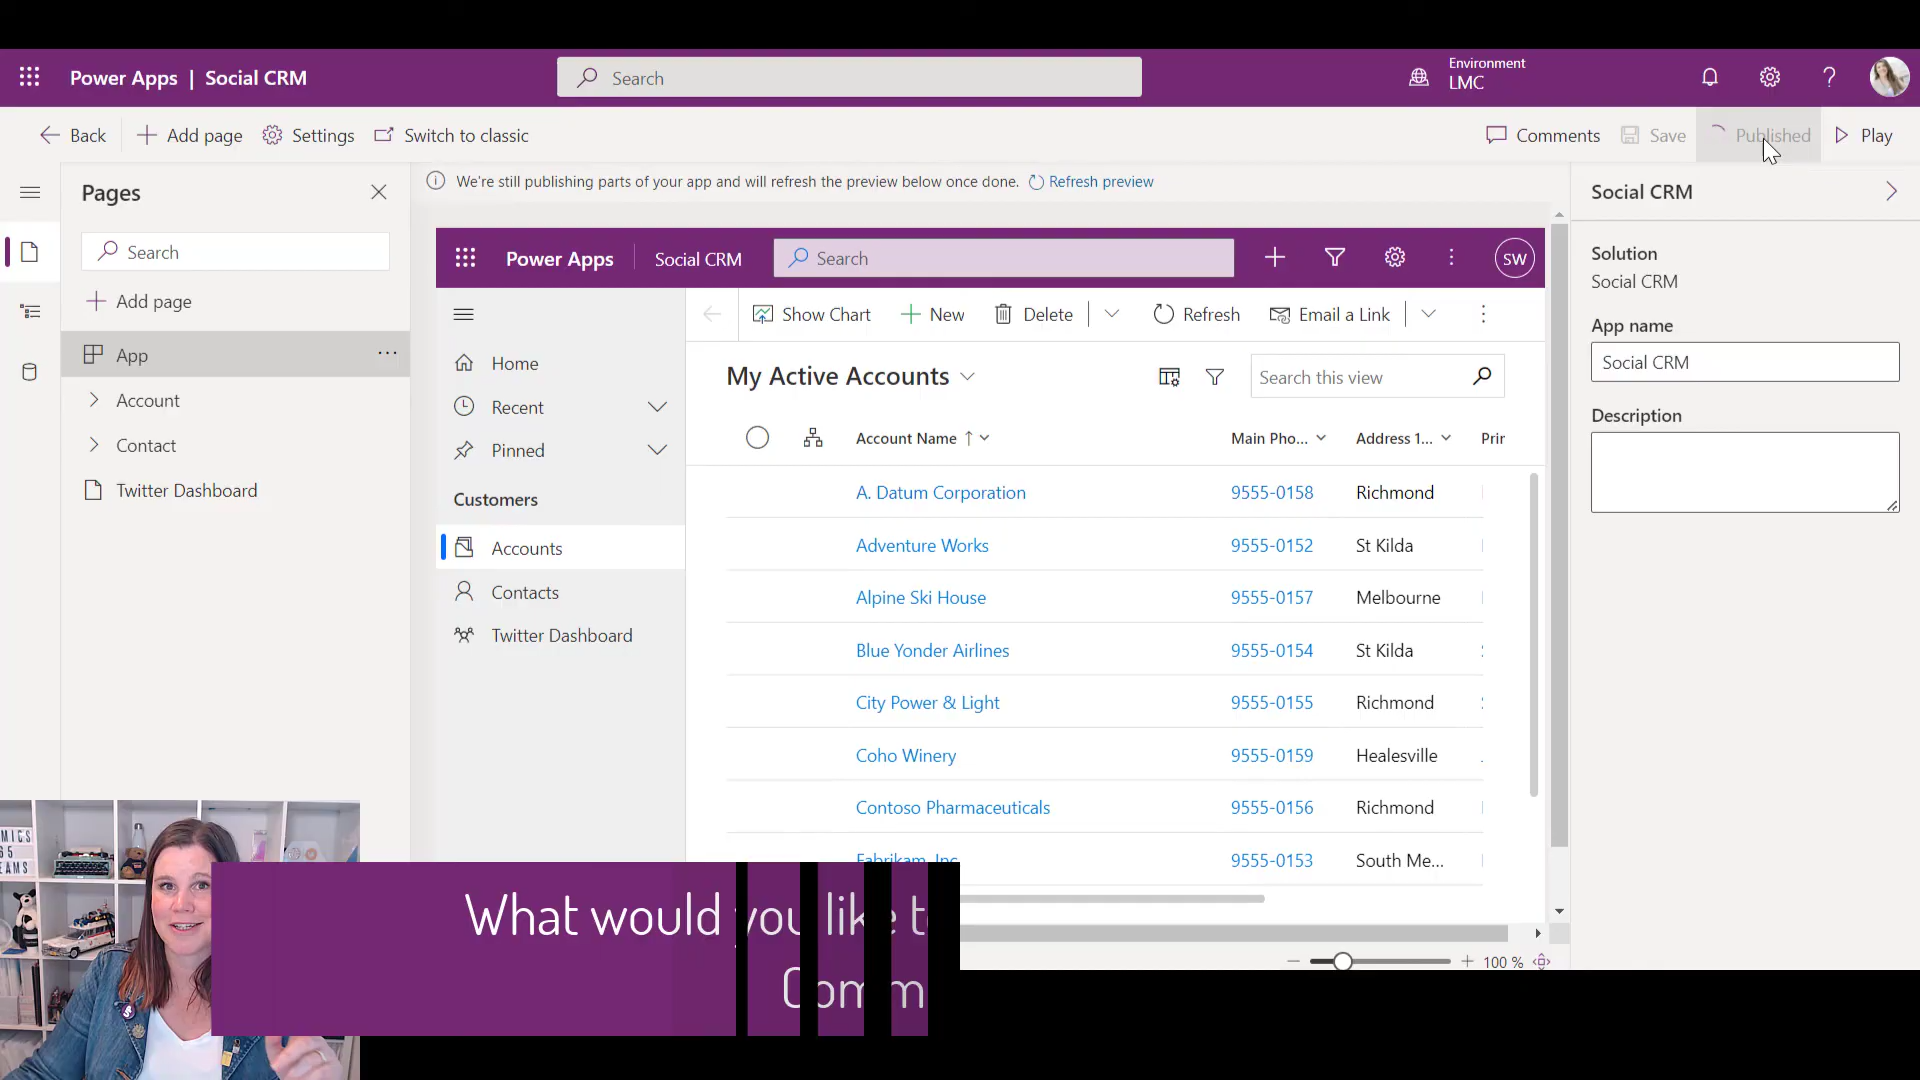 Power Apps | Social CRM
Search
Environment
LMC
Back
Add page
Settings
Switch to classic
Comments
Save
Published
Play
We're still publishing parts of your app and will refresh the preview below once done.
Refresh preview
Pages
Search
Add page
App
Account
Contact
Twitter Dashboard
Power Apps
Social CRM
Search
SW
Show Chart
New
Delete
Refresh
Email a Link
Home
Recent
Pinned
Customers
Accounts
Contacts
Twitter Dashboard
My Active Accounts
Search this view
Account Name
Main Pho...
Address 1...
Prir
A. Datum Corporation 9555-0158 Richmond
Adventure Works 9555-0152 St Kilda
Alpine Ski House 9555-0157 Melbourne
Blue Yonder Airlines 9555-0154 St Kilda
City Power & Light 9555-0155 Richmond
Coho Winery 9555-0159 Healesville
Contoso Pharmaceuticals 9555-0156 Richmond
Fabrikam, Inc. 9555-0153 South Me...
100 %
Social CRM
Solution
Social CRM
App name
Social CRM
Description
What would you like t
Comm